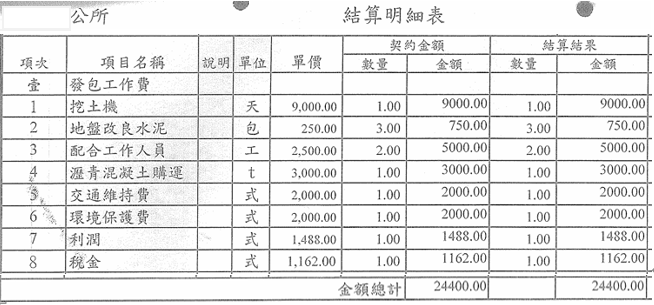 公所 結算明細表
契約金額 結算結果
項次 項目名稱 說明 單位 單價 數量 金額 數量 金額
壹 發包工作費
1 挖土機 天 9,000.00 1.00 9000.00 1.00 9000.00
2 地盤改良水泥 包 250.00 3.00 750.00 3.00 750.00
3 配合工作人員 工 2,500.00 2.00 5000.00 2.00 5000.00
4 瀝青混凝土購運 t 3,000.00 1.00 3000.00 1.00 3000.00
5 交通維持費 式 2,000.00 1.00 2000.00 1.00 2000.00
6 環境保護費 式 2,000.00 1.00 2000.00 1.00 2000.00
7 利潤 式 1,488.00 1.00 1488.00 1.00 1488.00
8 稅金 式 1,162.00 1.00 1162.00 1.00 1162.00
金額總計 24400.00 24400.00